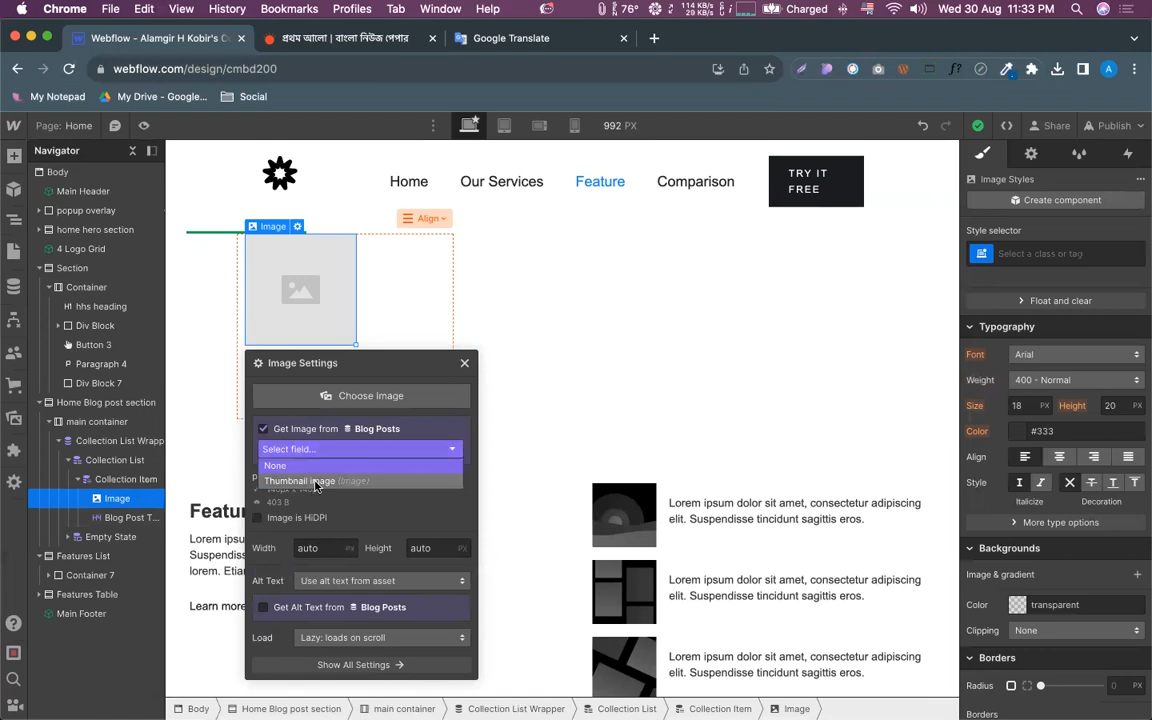 Chrome File Edit View History Bookmarks Profiles Tab Window Help 76° 114 KB/s 29 KB/s Charged Wed 30 Aug 11:33 PM
Webflow - Alamgir H Kobir's Co
প্রথম আলো | বাংলা নিউজ পেপার
Google Translate
webflow.com/design/cmbd200
f?
A
My Notepad
My Drive - Google...
Social
Page: Home
992 PX
Share
Publish
Navigator
Body
Main Header
popup overlay
home hero section
4 Logo Grid
Section
Container
hhs heading
Div Block
Button 3
Paragraph 4
Div Block 7
Home Blog post section
main container
Collection List Wrapp
Collection List
Collection Item
Image
Blog Post T...
Empty State
Features List
Container 7
Features Table
Main Footer
Home
Our Services
Feature
Comparison
TRY IT
FREE
Align
Image
Image Settings
Choose image
Get Image from Blog Posts
Select field...
None
Thumbnail image (Image)
403 B
Image is HiDPI
Width auto PX Height auto PX
Alt Text Use alt text from asset
Get Alt Text from Blog Posts
Load Lazy: loads on scroll
Show All Settings
Featur
Lorem ipsu
Suspendiss
lorem. Etia
Learn more
Lorem ipsum dolor sit amet, consectetur adipiscing
elit. Suspendisse tincidunt sagittis eros.
Lorem ipsum dolor sit amet, consectetur adipiscing
elit. Suspendisse tincidunt sagittis eros.
Lorem ipsum dolor sit amet, consectetur adipiscing
elit. Suspendisse tincidunt sagittis eros.
Image Styles
Create component
Style selector
Select a class or tag
Float and clear
Typography
Font Arial
Weight 400 - Normal
Size 18 PX Height 20 PX
Color #333
Align
Style
Italicize Decoration
More type options
Backgrounds
Image & gradient
Color transparent
Clipping None
Borders
Radius 0 PX
Borders
Body
Home Blog post section
main container
Collection List Wrapper
Collection List
Collection Item
Image